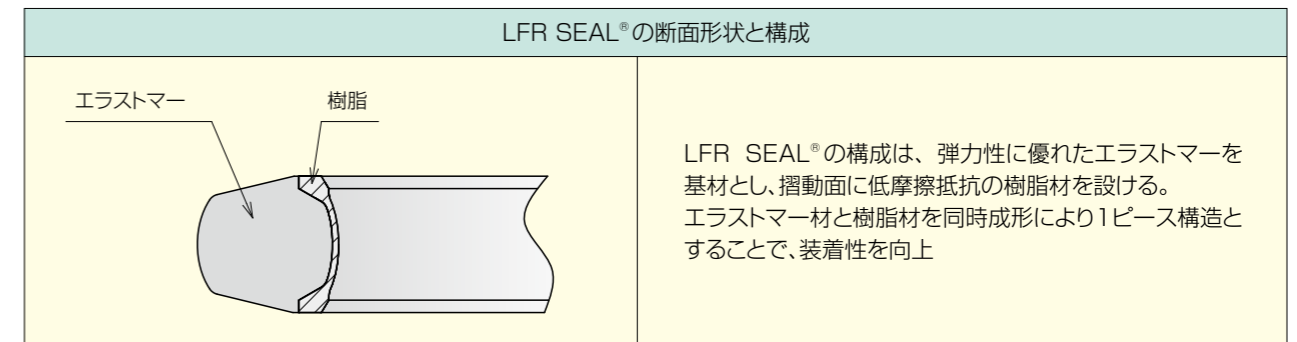 LFR SEAL®の断面形状と構成
エラストマー
樹脂
LFR SEAL®の構成は、弾力性に優れたエラストマーを
基材とし、摺動面に低摩擦抵抗の樹脂材を設ける。
エラストマー材と樹脂材を同時成形により1ピース構造と
することで、装着性を向上